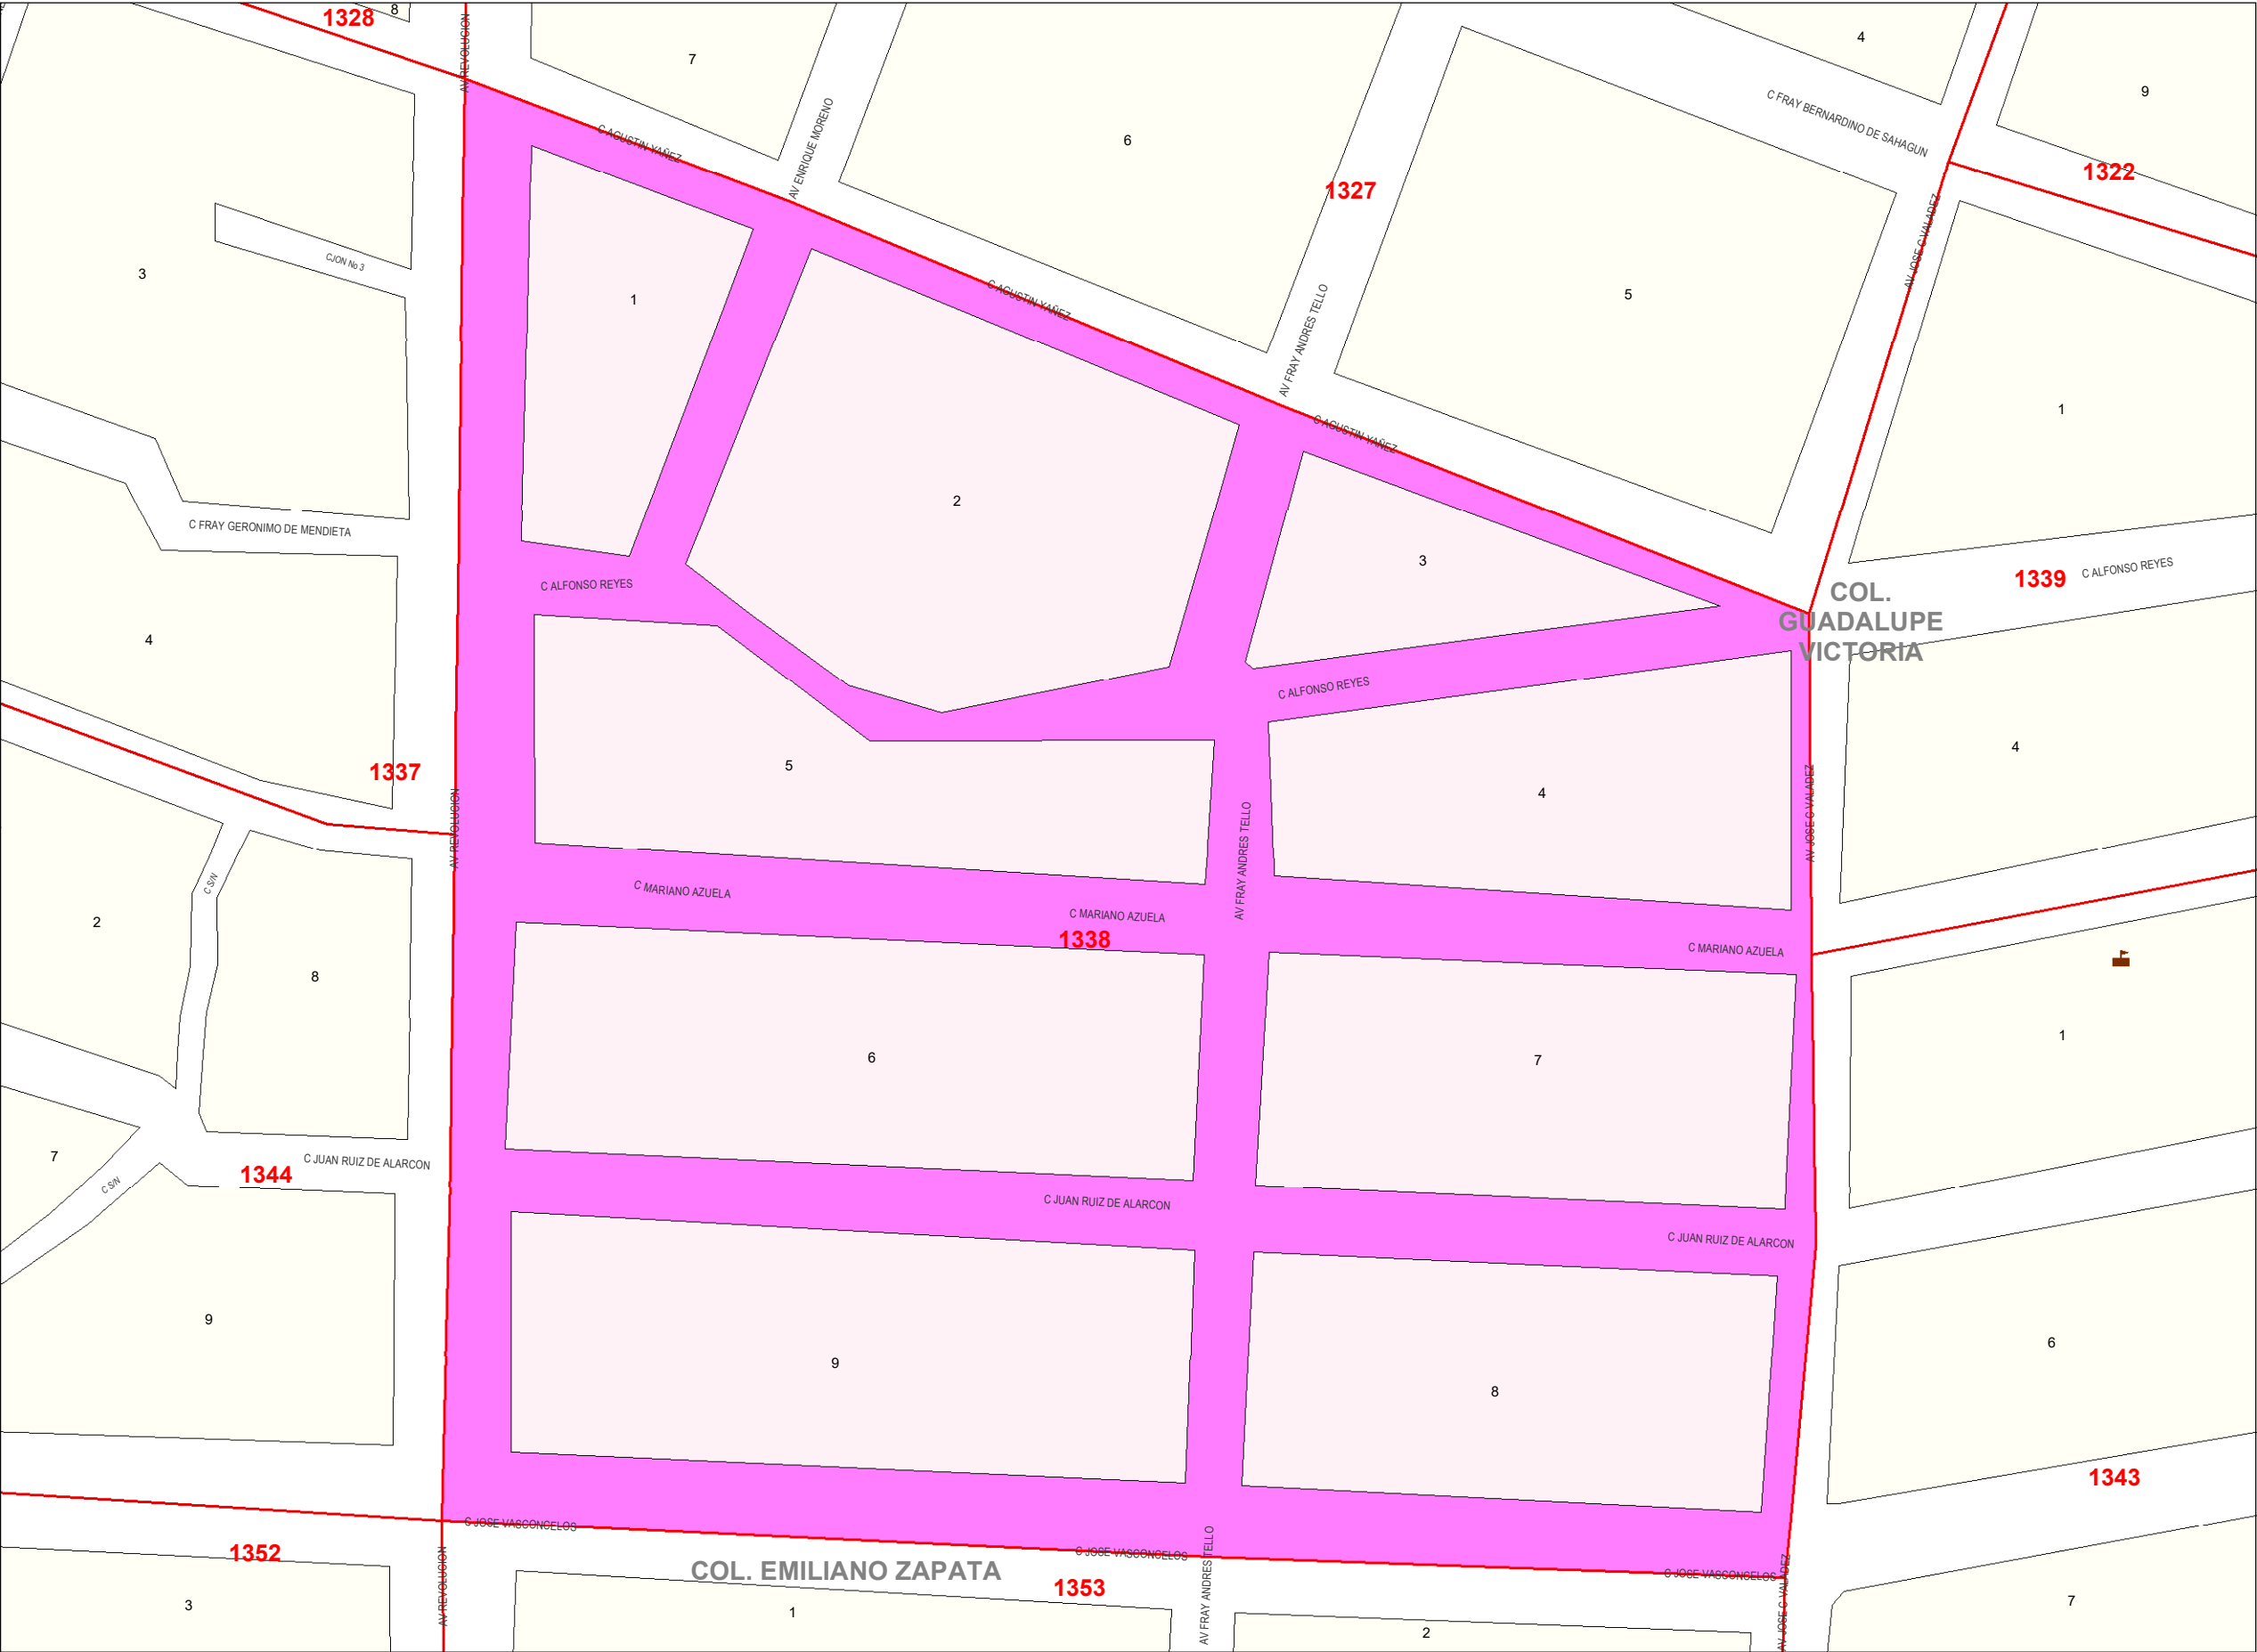 8
1328
AV REVOLUCION
7
4
9
C FRAY BERNARDINO DE SAHAGUN
C AGUSTIN YAÑEZ
AV ENRIQUE MORENO
6
1322
1327
AV JOSE C VALADEZ
CJON No 3
3
1
C AGUSTIN YAÑEZ
5
AV FRAY ANDRES TELLO
1
C AGUSTIN YAÑEZ
2
C FRAY GERONIMO DE MENDIETA
3
C ALFONSO REYES
1339
C ALFONSO REYES
COL.
GUADALUPE
VICTORIA
4
C ALFONSO REYES
4
5
1337
4
AV REVOLUCION
AV JOSE C VALADEZ
AV FRAY ANDRES TELLO
C S/N
C MARIANO AZUELA
C MARIANO AZUELA
2
1338
C MARIANO AZUELA
8
1
6
7
7
C JUAN RUIZ DE ALARCON
1344
C S/N
C JUAN RUIZ DE ALARCON
C JUAN RUIZ DE ALARCON
9
6
9
8
1343
C JOSE VASCONCELOS
1352
C JOSE VASCONCELOS
COL. EMILIANO ZAPATA
C JOSE VASCONCELOS
1353
AV REVOLUCION
AV FRAY ANDRES TELLO
AV JOSE C VALADEZ
3
1
7
2